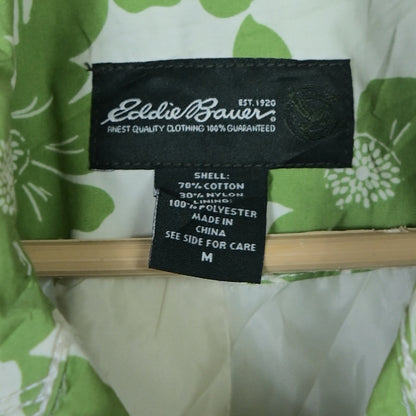 EST. 1920
Eddie Bauer®
FINEST QUALITY CLOTHING 100% GUARANTEED
SHELL:
70% COTTON
30% NYLON
LINING:
100% POLYESTER
MADE IN
CHINA
SEE SIDE FOR CARE
M